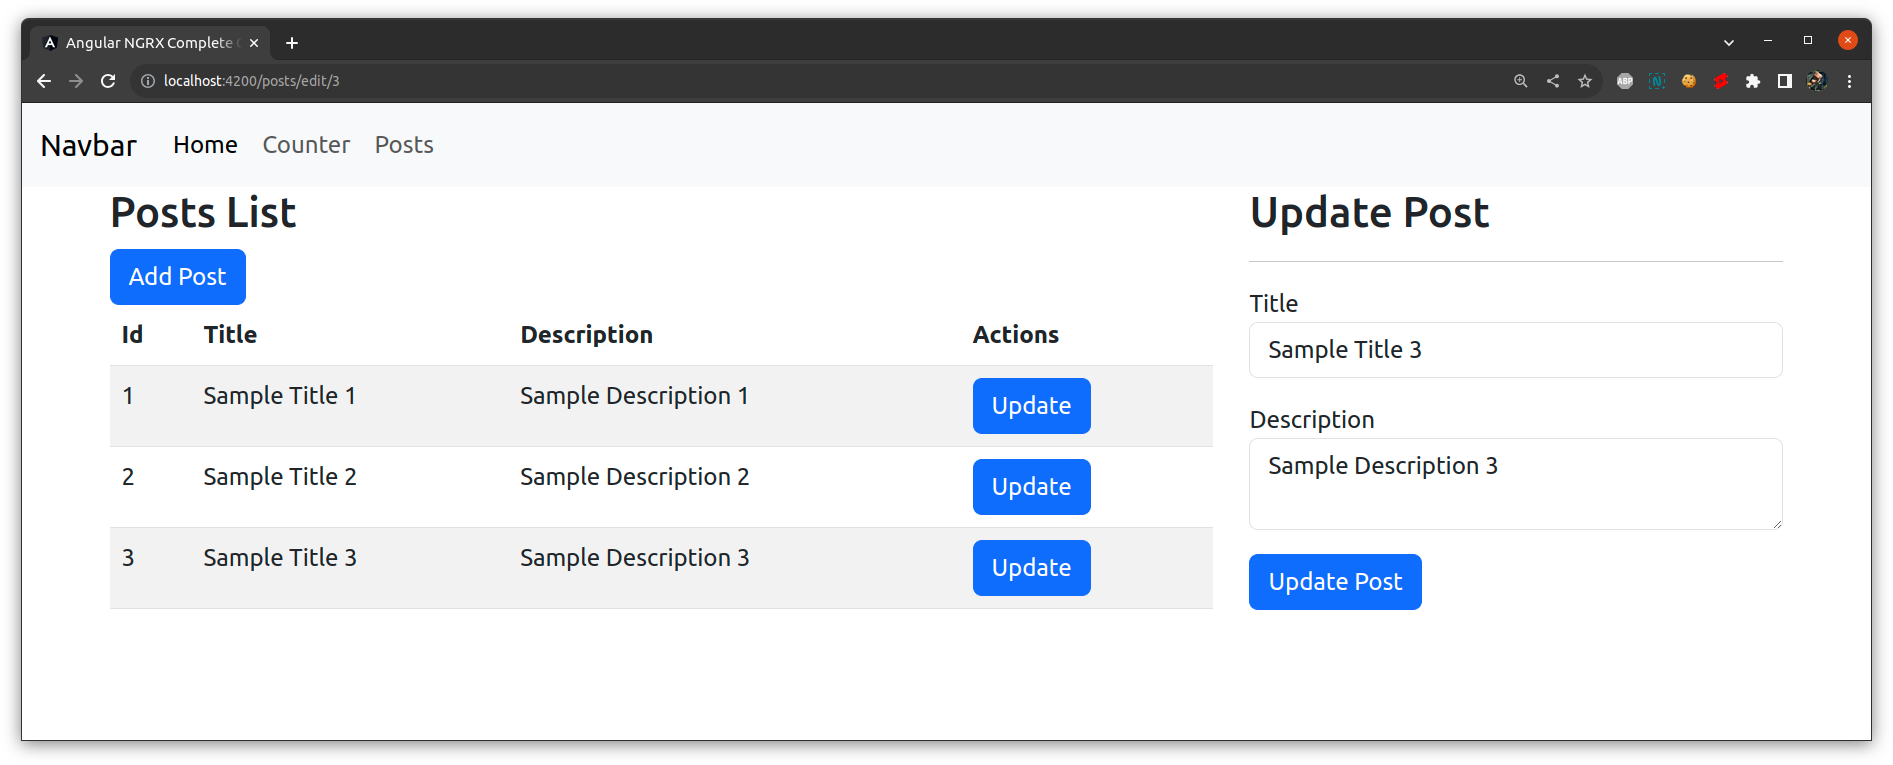 Angular NGRX Complete
localhost:4200/posts/edit/3
ABP
N
Navbar Home Counter Posts
Posts List
Add Post
Id Title Description Actions
1 Sample Title 1 Sample Description 1 Update
2 Sample Title 2 Sample Description 2 Update
3 Sample Title 3 Sample Description 3 Update
Update Post
Title
Sample Title 3
Description
Sample Description 3
Update Post